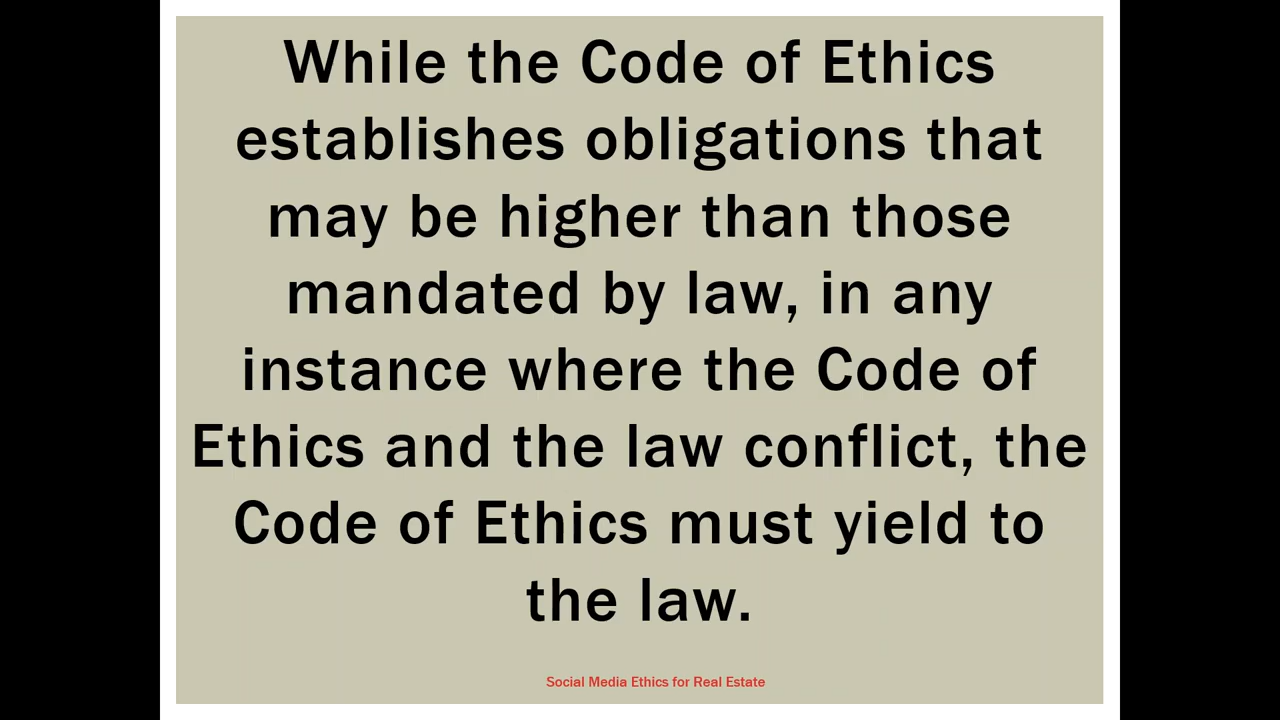 While the Code of Ethics
establishes obligations that
may be higher than those
mandated by law, in any
instance where the Code of
Ethics and the law conflict, the
Code of Ethics must yield to
the law.
Social Media Ethics for Real Estate